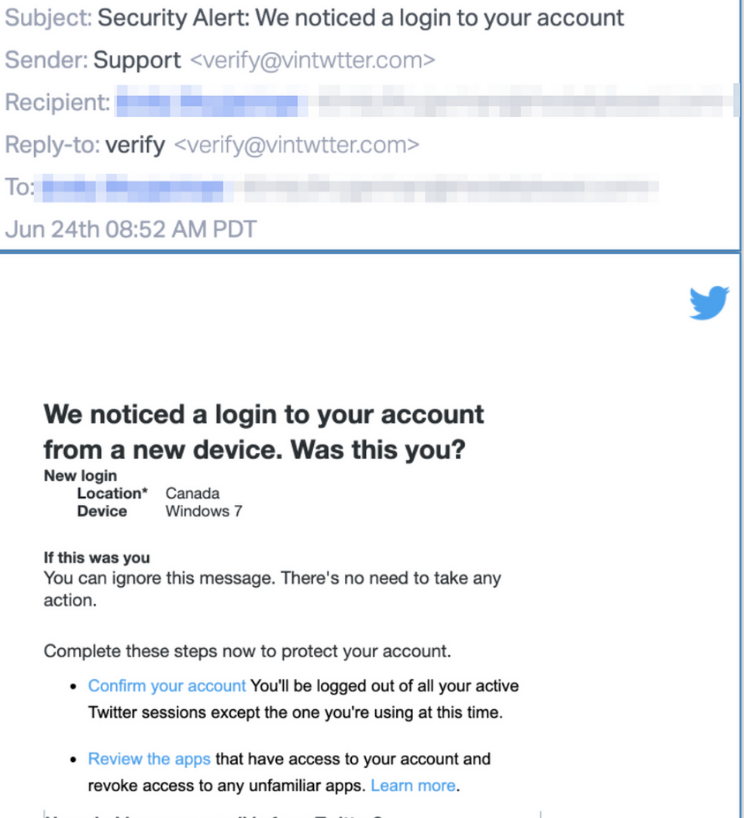 Subject: Security Alert: We noticed a login to your account
Sender: Support <verify@vintwtter.com>
Recipient:
Reply-to: verify <verify@vintwtter.com>
To:
Jun 24th 08:52 AM PDT
We noticed a login to your account
from a new device. Was this you?
New login
Location* Canada
Device Windows 7
If this was you
You can ignore this message. There's no need to take any
action.
Complete these steps now to protect your account.
• Confirm your account You'll be logged out of all your active
Twitter sessions except the one you're using at this time.
• Review the apps that have access to your account and
revoke access to any unfamiliar apps. Learn more.